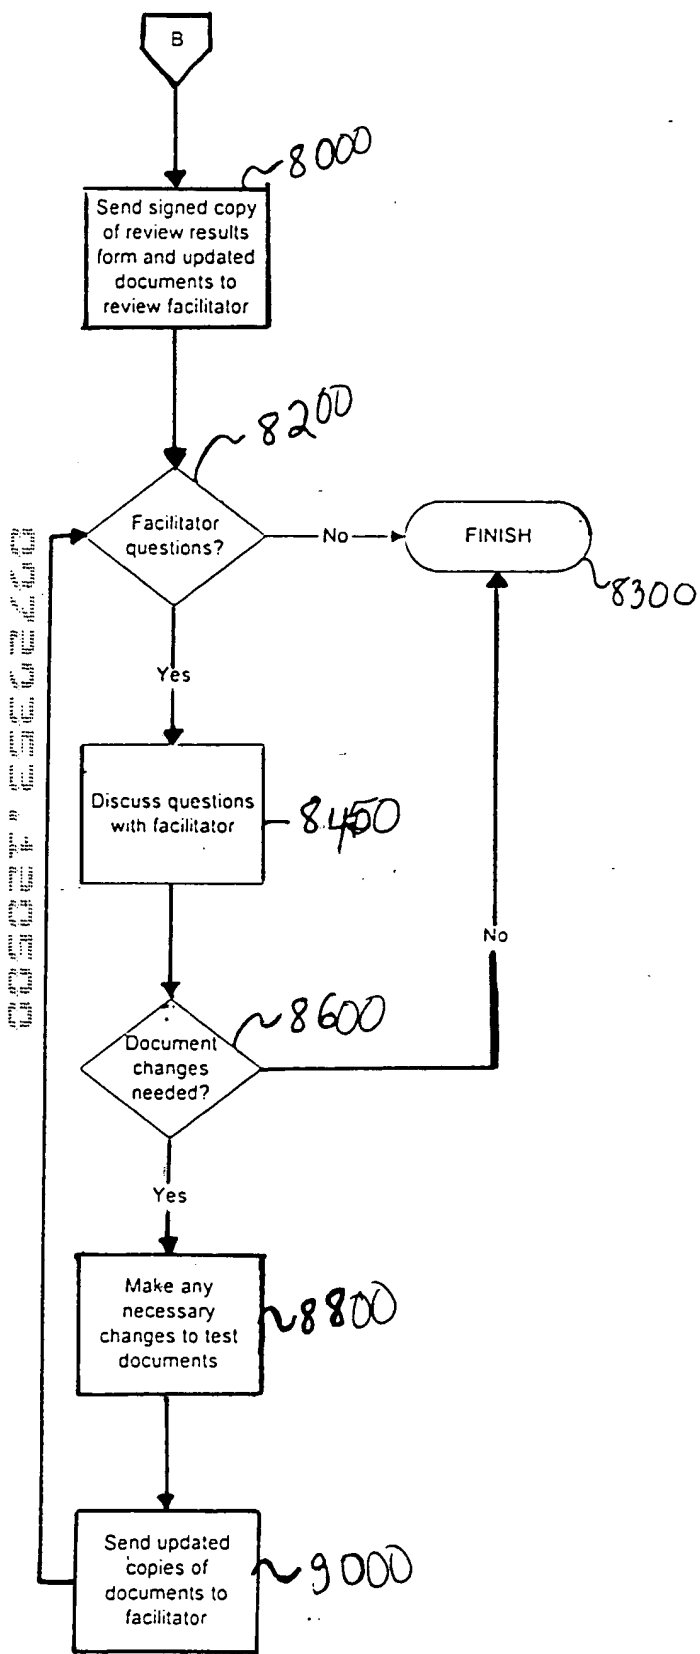 B
8000
Send signed copy
of review results
form and updated
documents to
review facilitator
8200
Facilitator
questions?
No
FINISH
8300
Yes
Discuss questions
with facilitator
8450
No
8600
Document
changes
needed?
Yes
Make any
necessary
changes to test
documents
8800
Send updated
copies of
documents to
facilitator
9000